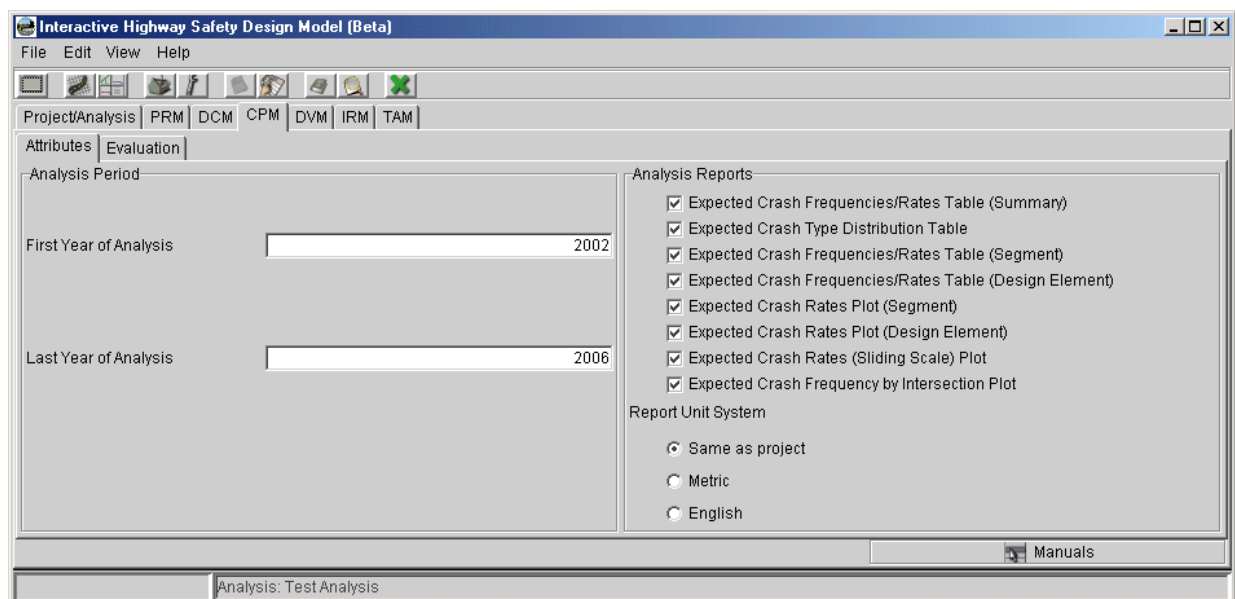 Interactive Highway Safety Design Model (Beta)
File Edit View Help
Project/Analysis PRM DCM CPM DVM IRM TAM
Attributes Evaluation
Analysis Period
First Year of Analysis 2002
Last Year of Analysis 2006
Analysis Reports
Expected Crash Frequencies/Rates Table (Summary)
Expected Crash Type Distribution Table
Expected Crash Frequencies/Rates Table (Segment)
Expected Crash Frequencies/Rates Table (Design Element)
Expected Crash Rates Plot (Segment)
Expected Crash Rates Plot (Design Element)
Expected Crash Rates (Sliding Scale) Plot
Expected Crash Frequency by Intersection Plot
Report Unit System
Same as project
Metric
English
Manuals
Analysis: Test Analysis